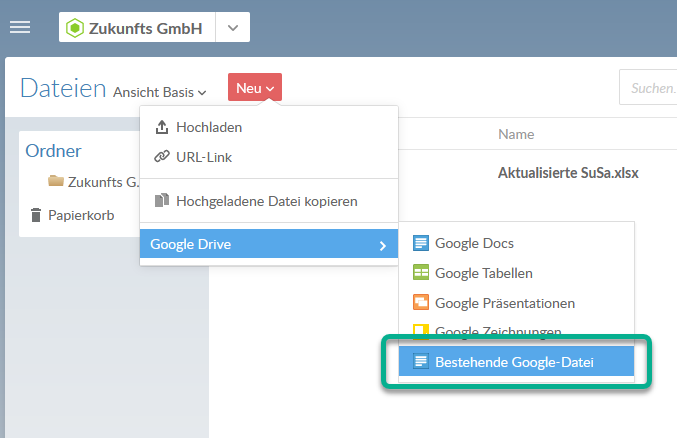 Zukunfts GmbH
Dateien Ansicht Basis Neu Suchen.
Hochladen
URL-Link
Hochgeladene Datei kopieren
Google Drive
Ordner
Zukunfts G.
Papierkorb
Name
Aktualisierte SuSa.xlsx
Google Docs
Google Tabellen
Google Präsentationen
Google Zeichnungen
Bestehende Google-Datei